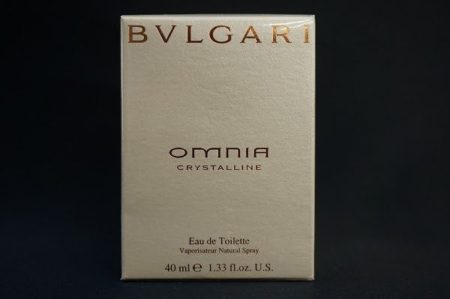 BVLGARI
OMNIA
CRYSTALLINE
Eau de Toilette
Vaporisateur Natural Spray
40 ml ℮ 1.33 fl.oz. U.S.